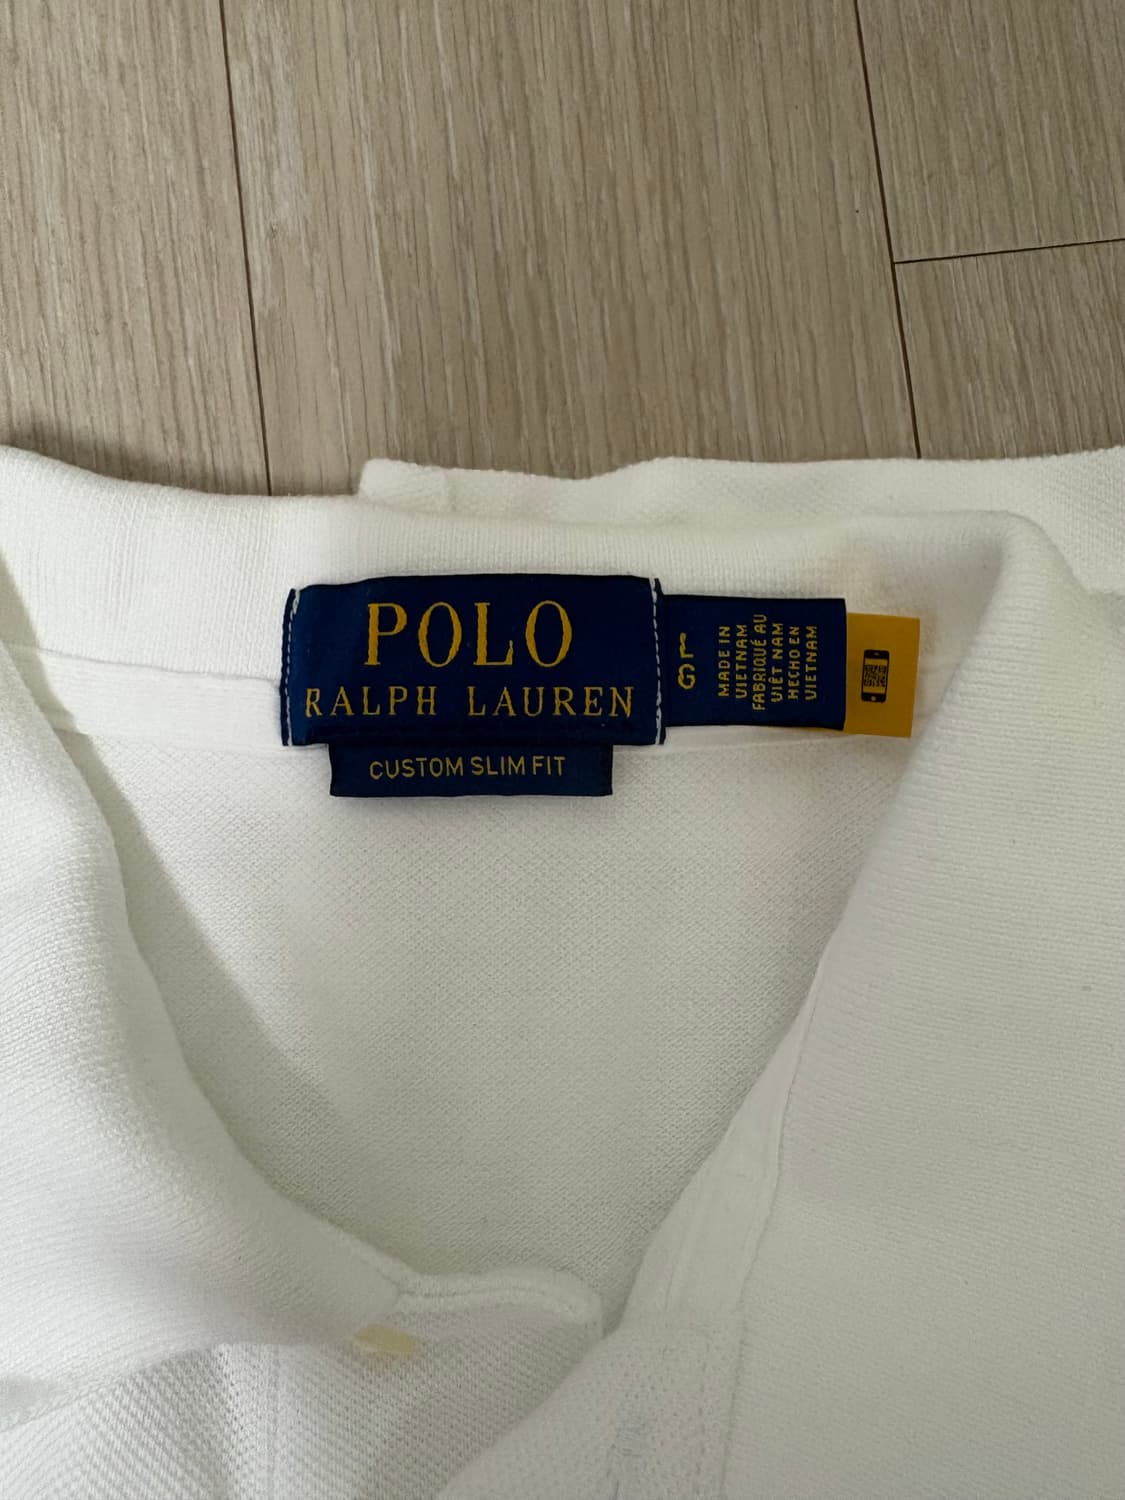 POLO
RALPH LAUREN
CUSTOM SLIM FIT
L
G
MADE IN
VIETNAM
FABRIQUÉ AU
VIÊT NAM
HECHO EN
VIETNAM